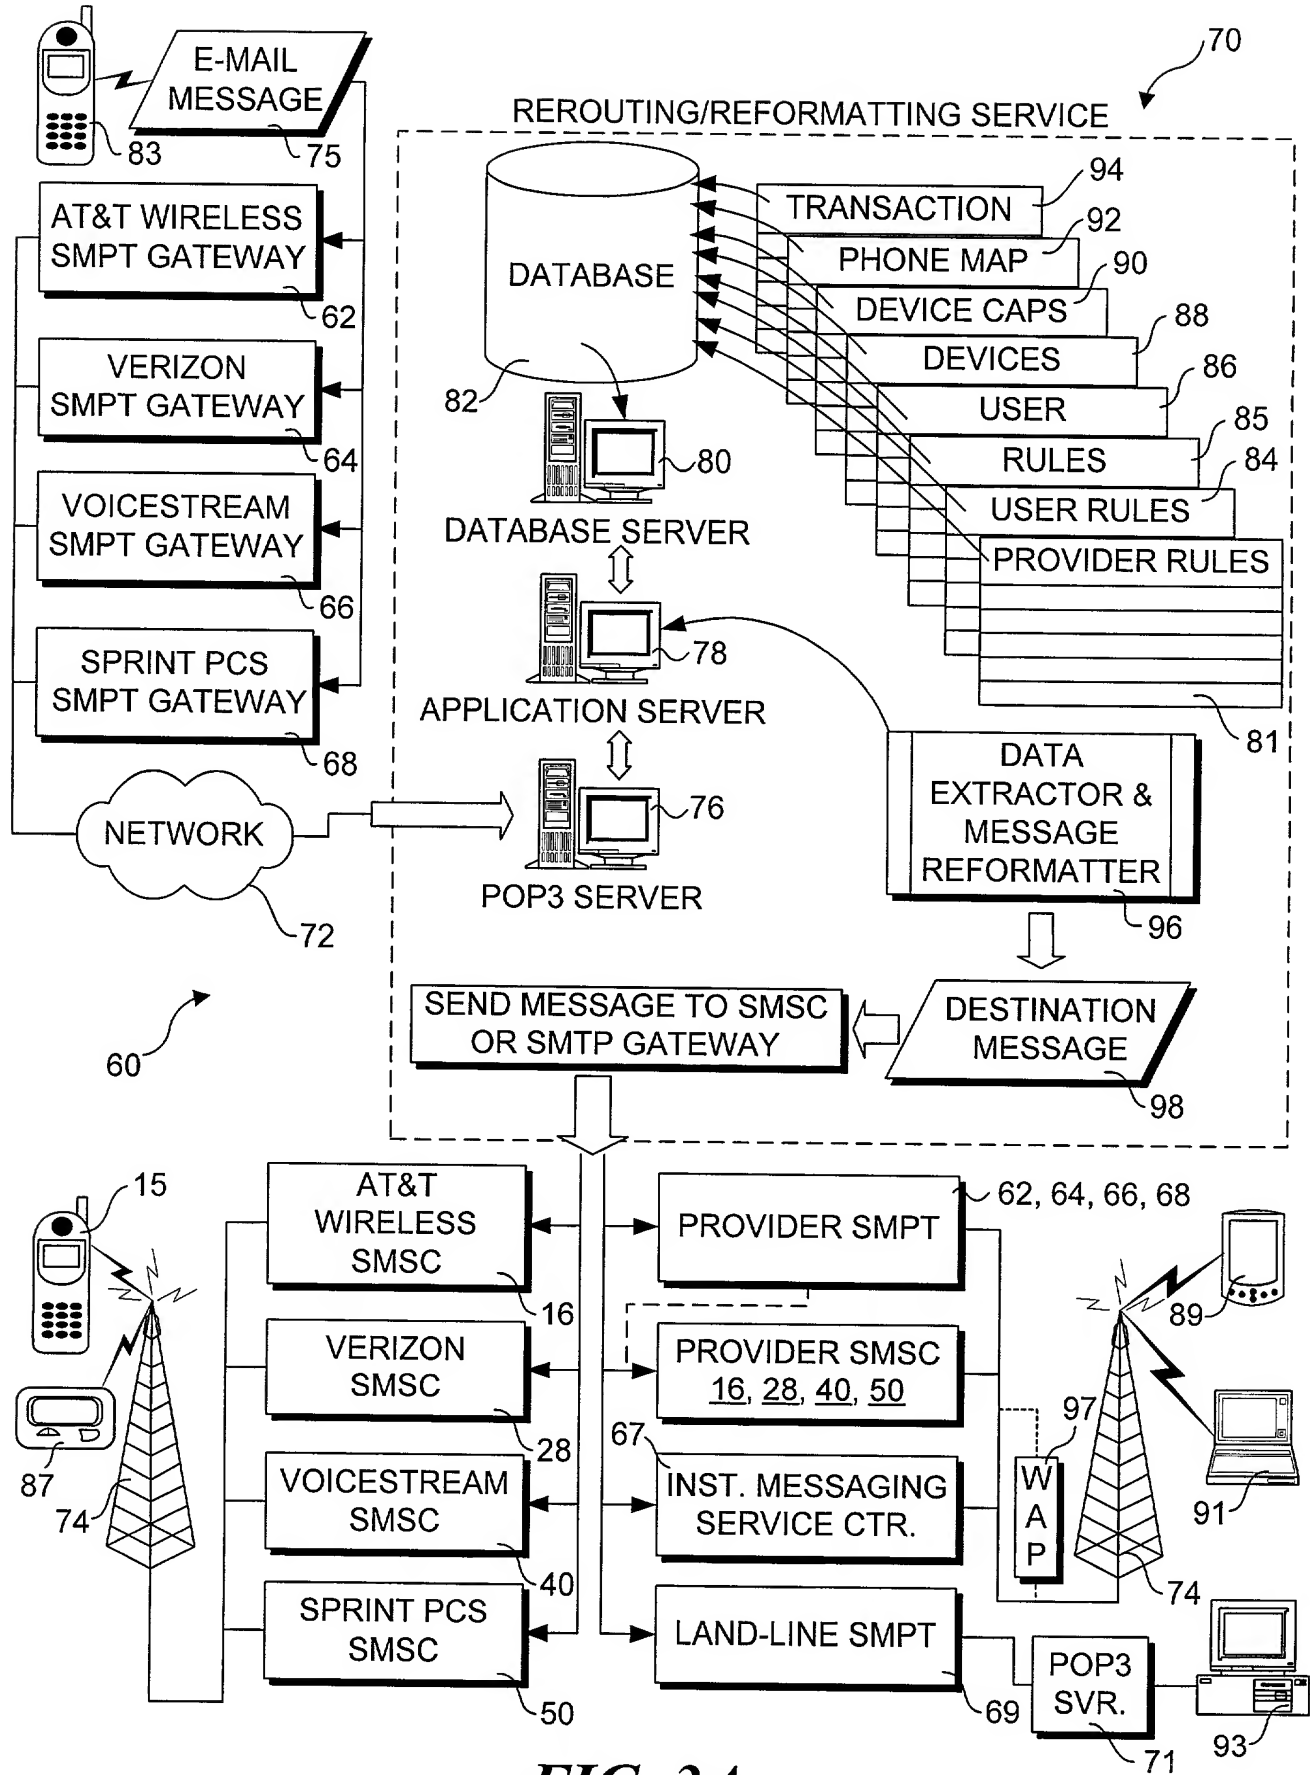 70
E-MAIL
MESSAGE
83
75
REROUTING/REFORMATTING SERVICE
AT&T WIRELESS
SMPT GATEWAY
62
VERIZON
SMPT GATEWAY
64
VOICESTREAM
SMPT GATEWAY
66
SPRINT PCS
SMPT GATEWAY
68
NETWORK
72
60
DATABASE
82
80
DATABASE SERVER
78
APPLICATION SERVER
76
POP3 SERVER
TRANSACTION
94
PHONE MAP
92
DEVICE CAPS
90
DEVICES
88
USER
86
RULES
85
USER RULES
84
PROVIDER RULES
81
DATA
EXTRACTOR &
MESSAGE
REFORMATTER
96
DESTINATION
MESSAGE
98
SEND MESSAGE TO SMSC
OR SMTP GATEWAY
15
87
74
AT&T
WIRELESS
SMSC
16
VERIZON
SMSC
28
VOICESTREAM
SMSC
40
SPRINT PCS
SMSC
50
PROVIDER SMPT
62, 64, 66, 68
PROVIDER SMSC
16, 28, 40, 50
67
INST. MESSAGING
SERVICE CTR.
LAND-LINE SMPT
69
97
W
A
P
74
89
91
POP3
SVR.
71
93